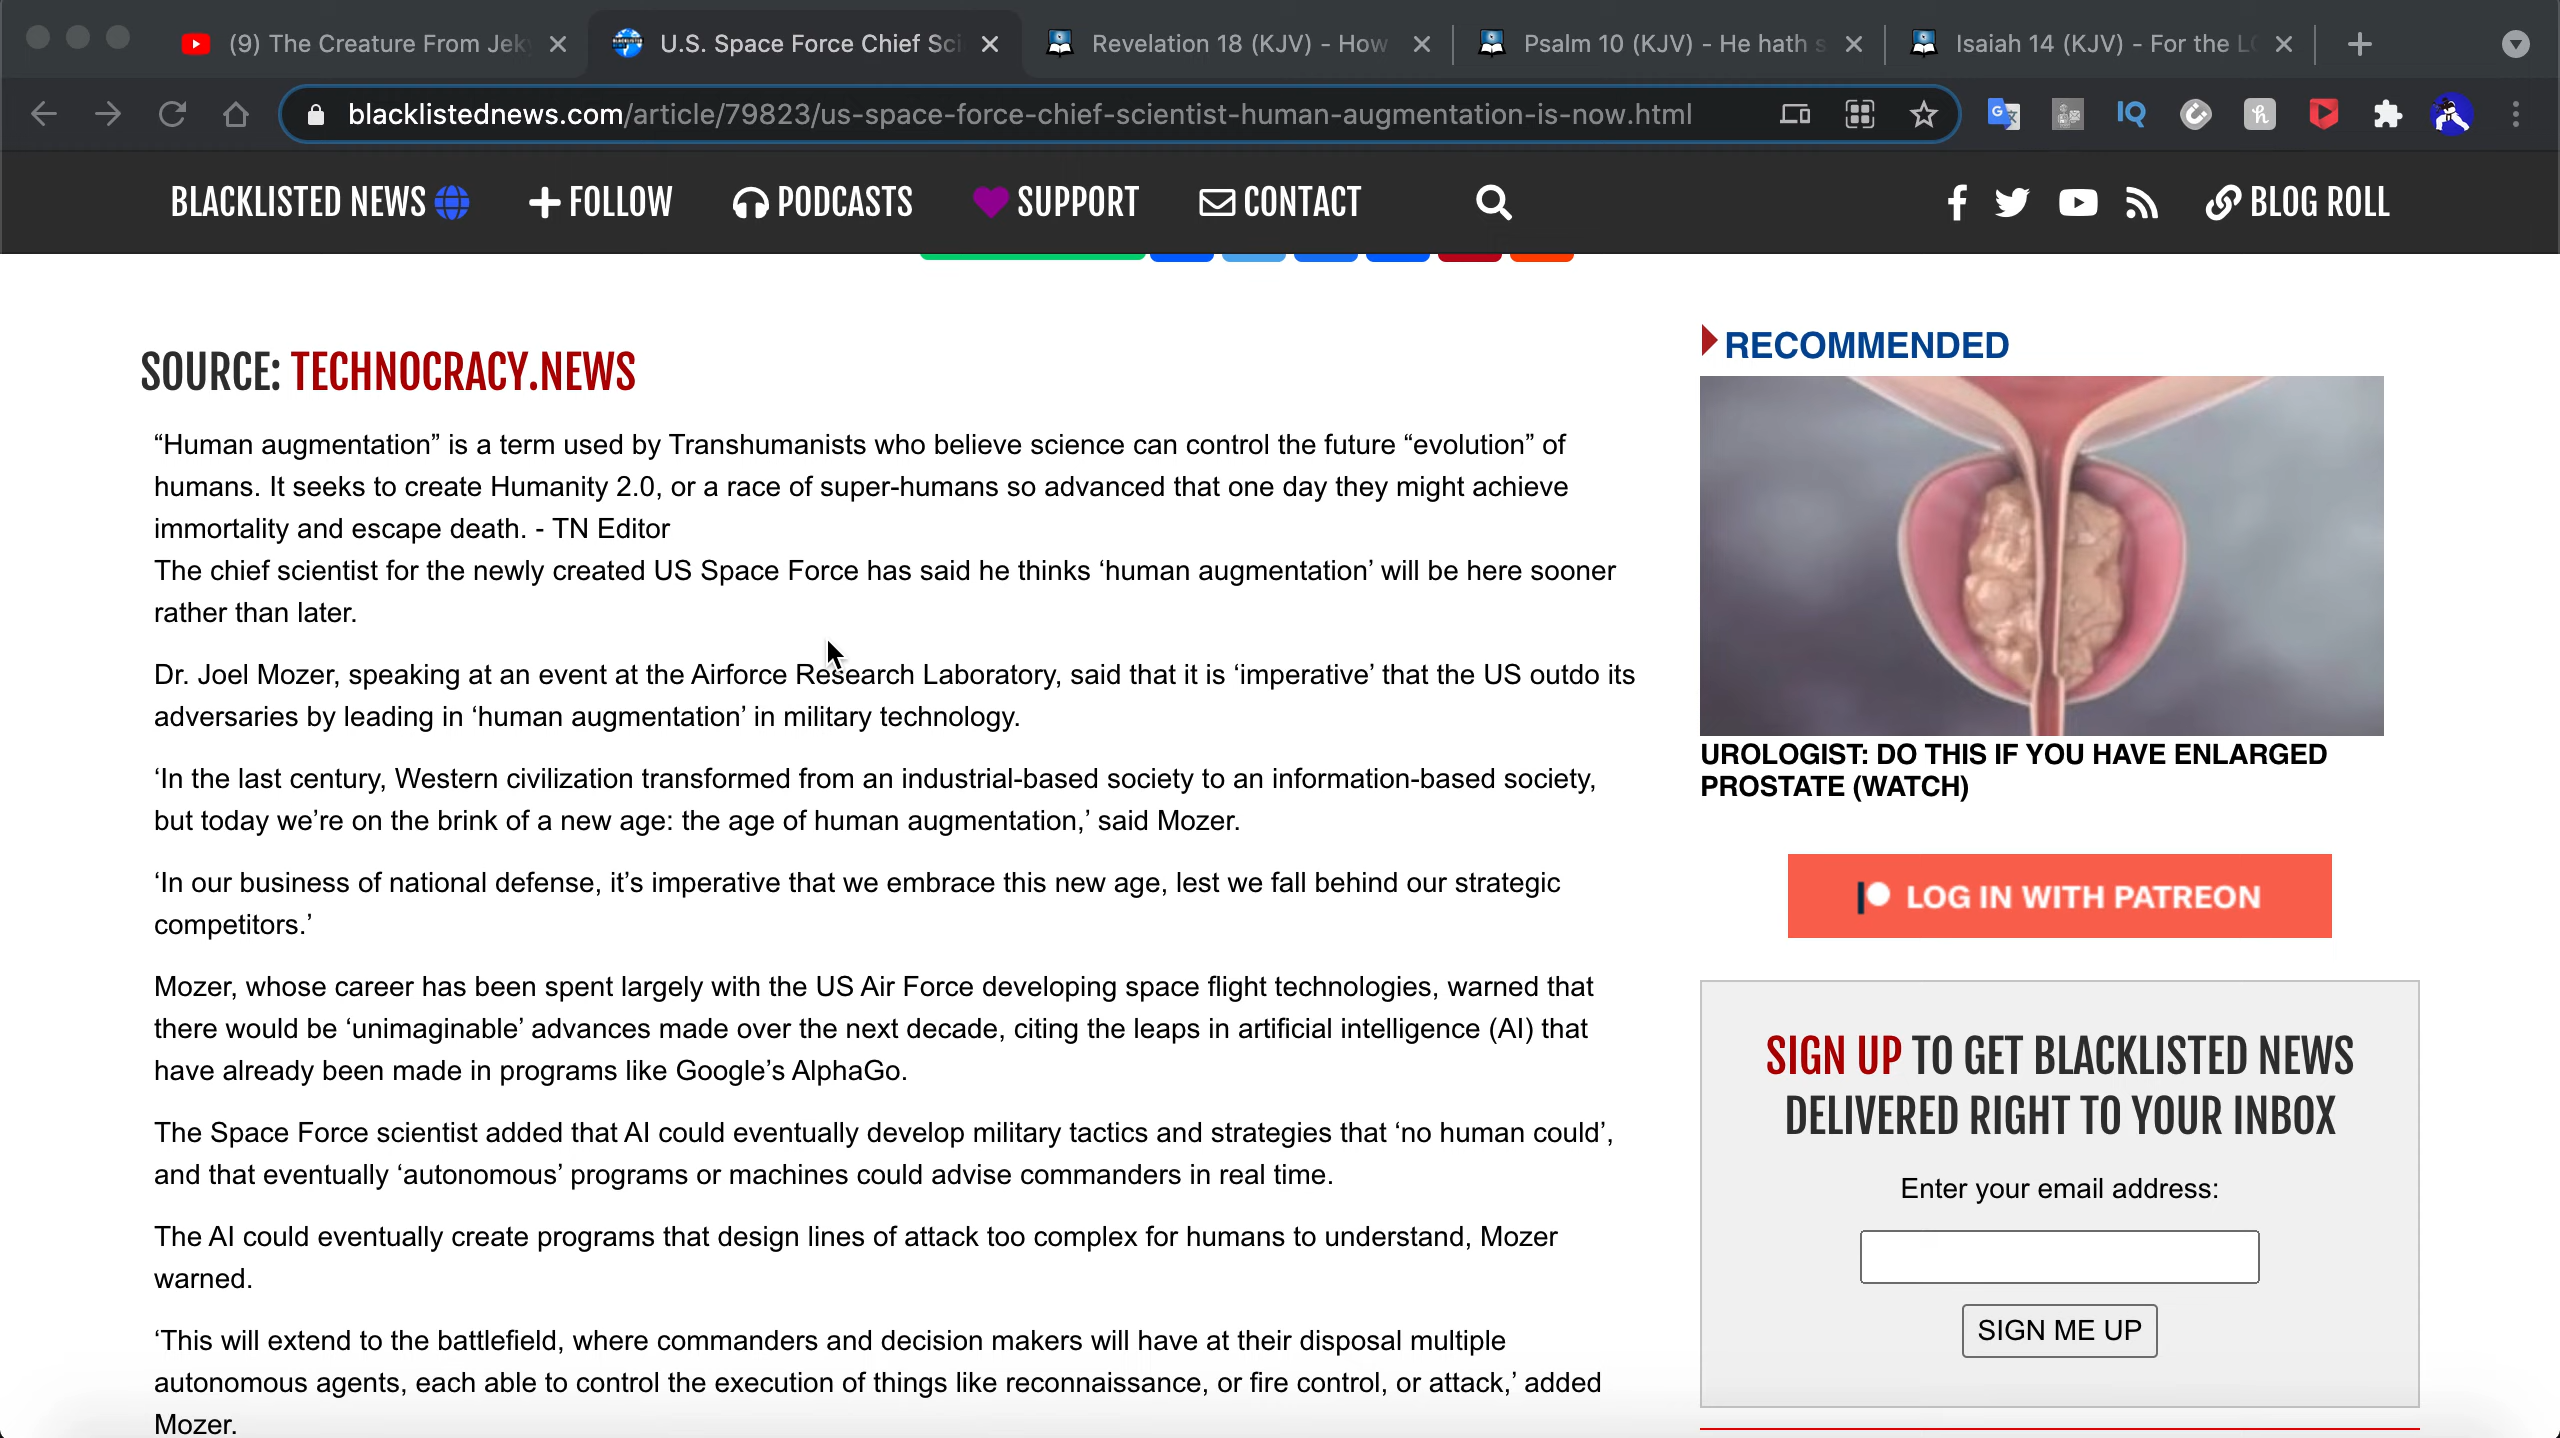 (9) The Creature From Jek
U.S. Space Force Chief Sci
Revelation 18 (KJV) - How
Psalm 10 (KJV) - He hath s
Isaiah 14 (KJV) - For the LO
blacklistednews.com/article/79823/us-space-force-chief-scientist-human-augmentation-is-now.html
BLACKLISTED NEWS
FOLLOW
PODCASTS
SUPPORT
CONTACT
BLOG ROLL
SOURCE: TECHNOCRACY.NEWS
“Human augmentation” is a term used by Transhumanists who believe science can control the future “evolution” of
humans. It seeks to create Humanity 2.0, or a race of super-humans so advanced that one day they might achieve
immortality and escape death. - TN Editor
The chief scientist for the newly created US Space Force has said he thinks ‘human augmentation’ will be here sooner
rather than later.
Dr. Joel Mozer, speaking at an event at the Airforce Research Laboratory, said that it is ‘imperative’ that the US outdo its
adversaries by leading in ‘human augmentation’ in military technology.
‘In the last century, Western civilization transformed from an industrial-based society to an information-based society,
but today we’re on the brink of a new age: the age of human augmentation,’ said Mozer.
‘In our business of national defense, it’s imperative that we embrace this new age, lest we fall behind our strategic
competitors.’
Mozer, whose career has been spent largely with the US Air Force developing space flight technologies, warned that
there would be ‘unimaginable’ advances made over the next decade, citing the leaps in artificial intelligence (AI) that
have already been made in programs like Google’s AlphaGo.
The Space Force scientist added that AI could eventually develop military tactics and strategies that ‘no human could’,
and that eventually ‘autonomous’ programs or machines could advise commanders in real time.
The AI could eventually create programs that design lines of attack too complex for humans to understand, Mozer
warned.
‘This will extend to the battlefield, where commanders and decision makers will have at their disposal multiple
autonomous agents, each able to control the execution of things like reconnaissance, or fire control, or attack,’ added
Mozer.
RECOMMENDED
UROLOGIST: DO THIS IF YOU HAVE ENLARGED
PROSTATE (WATCH)
LOG IN WITH PATREON
SIGN UP TO GET BLACKLISTED NEWS
DELIVERED RIGHT TO YOUR INBOX
Enter your email address:
SIGN ME UP